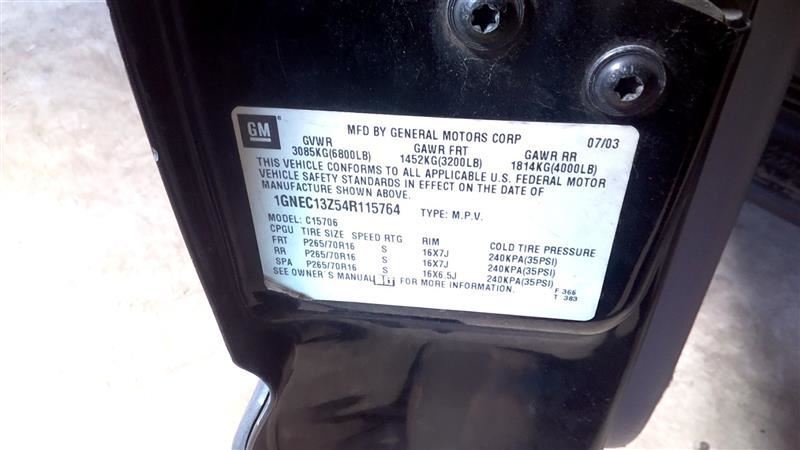 GM
MFD BY GENERAL MOTORS CORP 07/03
GVWR GAWR FRT GAWR RR
3085KG(6800LB) 1452KG(3200LB) 1814KG(4000LB)
THIS VEHICLE CONFORMS TO ALL APPLICABLE U.S. FEDERAL MOTOR
VEHICLE SAFETY STANDARDS IN EFFECT ON THE DATE OF
MANUFACTURE SHOWN ABOVE.
1GNEC13Z54R115764 TYPE: M.P.V.
MODEL: C15706
CPGU TIRE SIZE SPEED RTG RIM COLD TIRE PRESSURE
FRT P265/70R16 S 16X7J 240KPA(35PSI)
RR P265/70R16 S 16X7J 240KPA(35PSI)
SPA P265/70R16 S 16X6.5J 240KPA(35PSI)
SEE OWNER'S MANUAL FOR MORE INFORMATION.
F 366
T 383